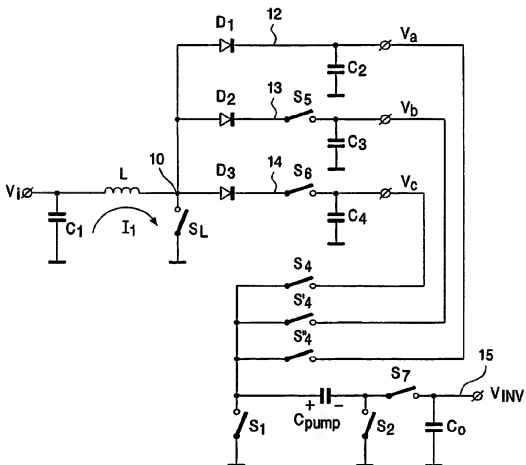 D1 12 Va
C2
D2 13 S5 Vb
C3
D3 14 S6 Vc
10
L
Vi
C1 I1 SL C4
S4
S'4
S"4
S7 15
+ - VINV
Cpump
S1 S2 Co